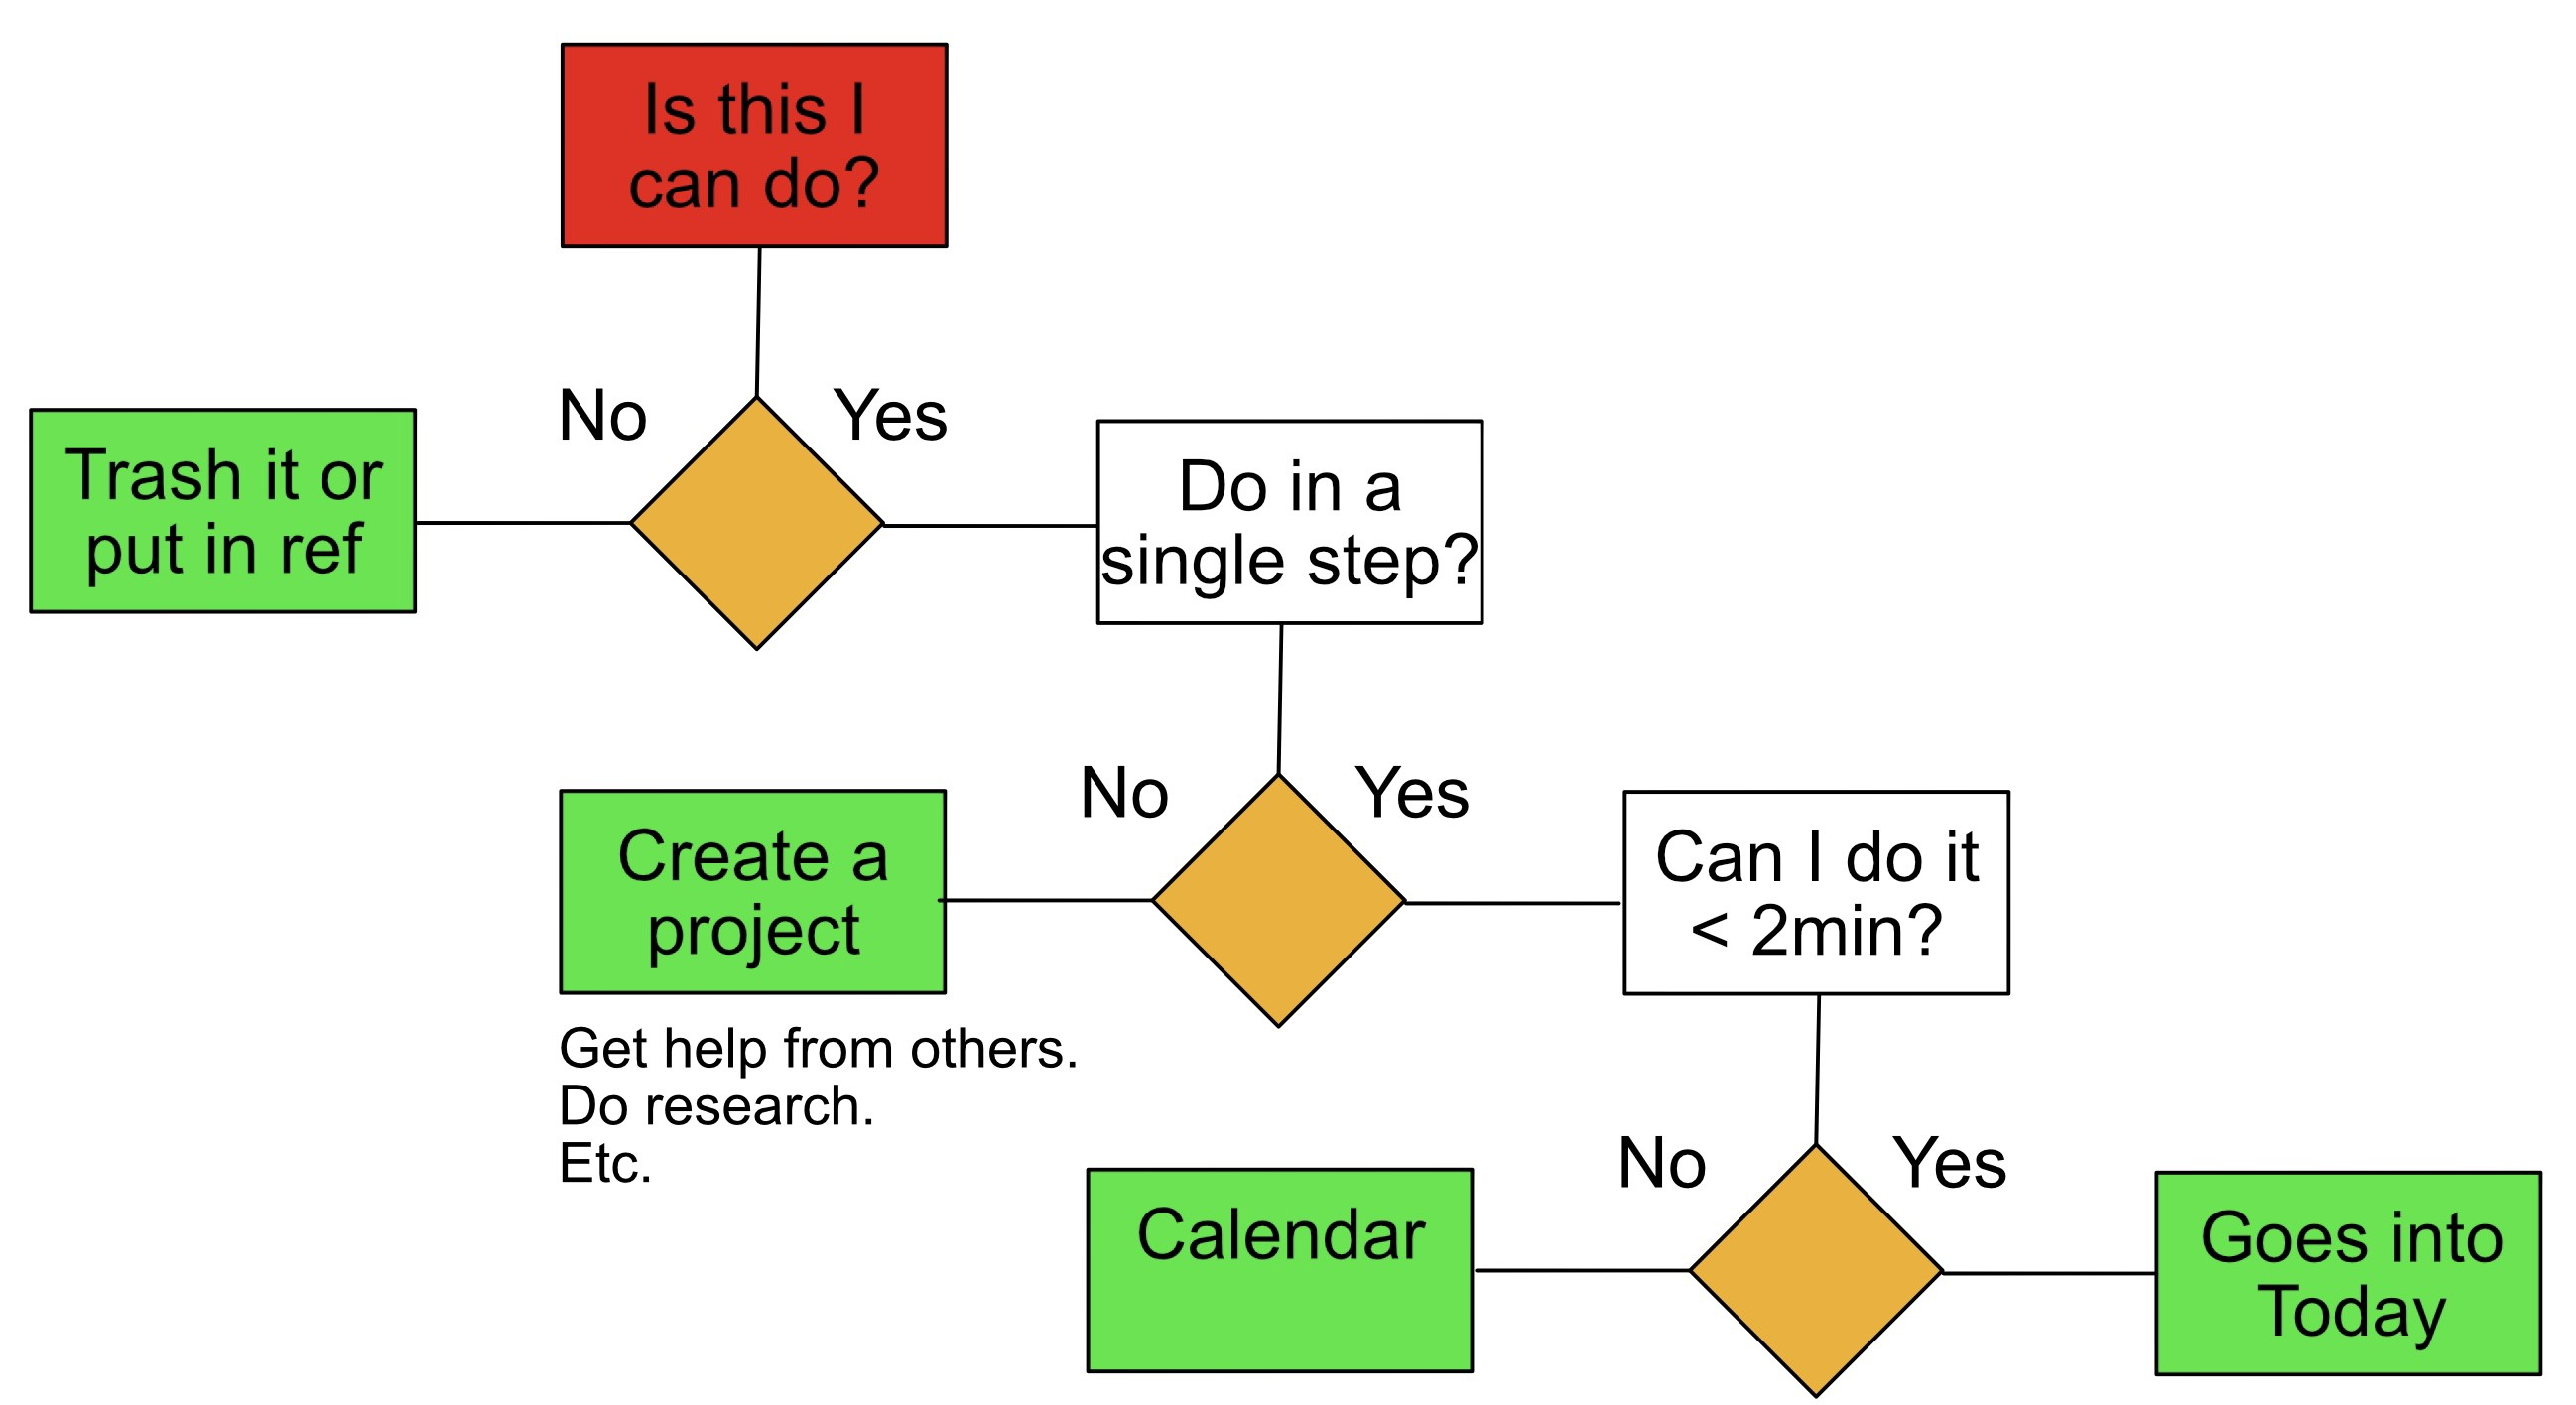 Is this I
can do?
No
Yes
Trash it or
put in ref
Do in a
single step?
No
Yes
Create a
project
Can I do it
< 2min?
Get help from others.
Do research.
Etc.
No
Yes
Calendar
Goes into
Today